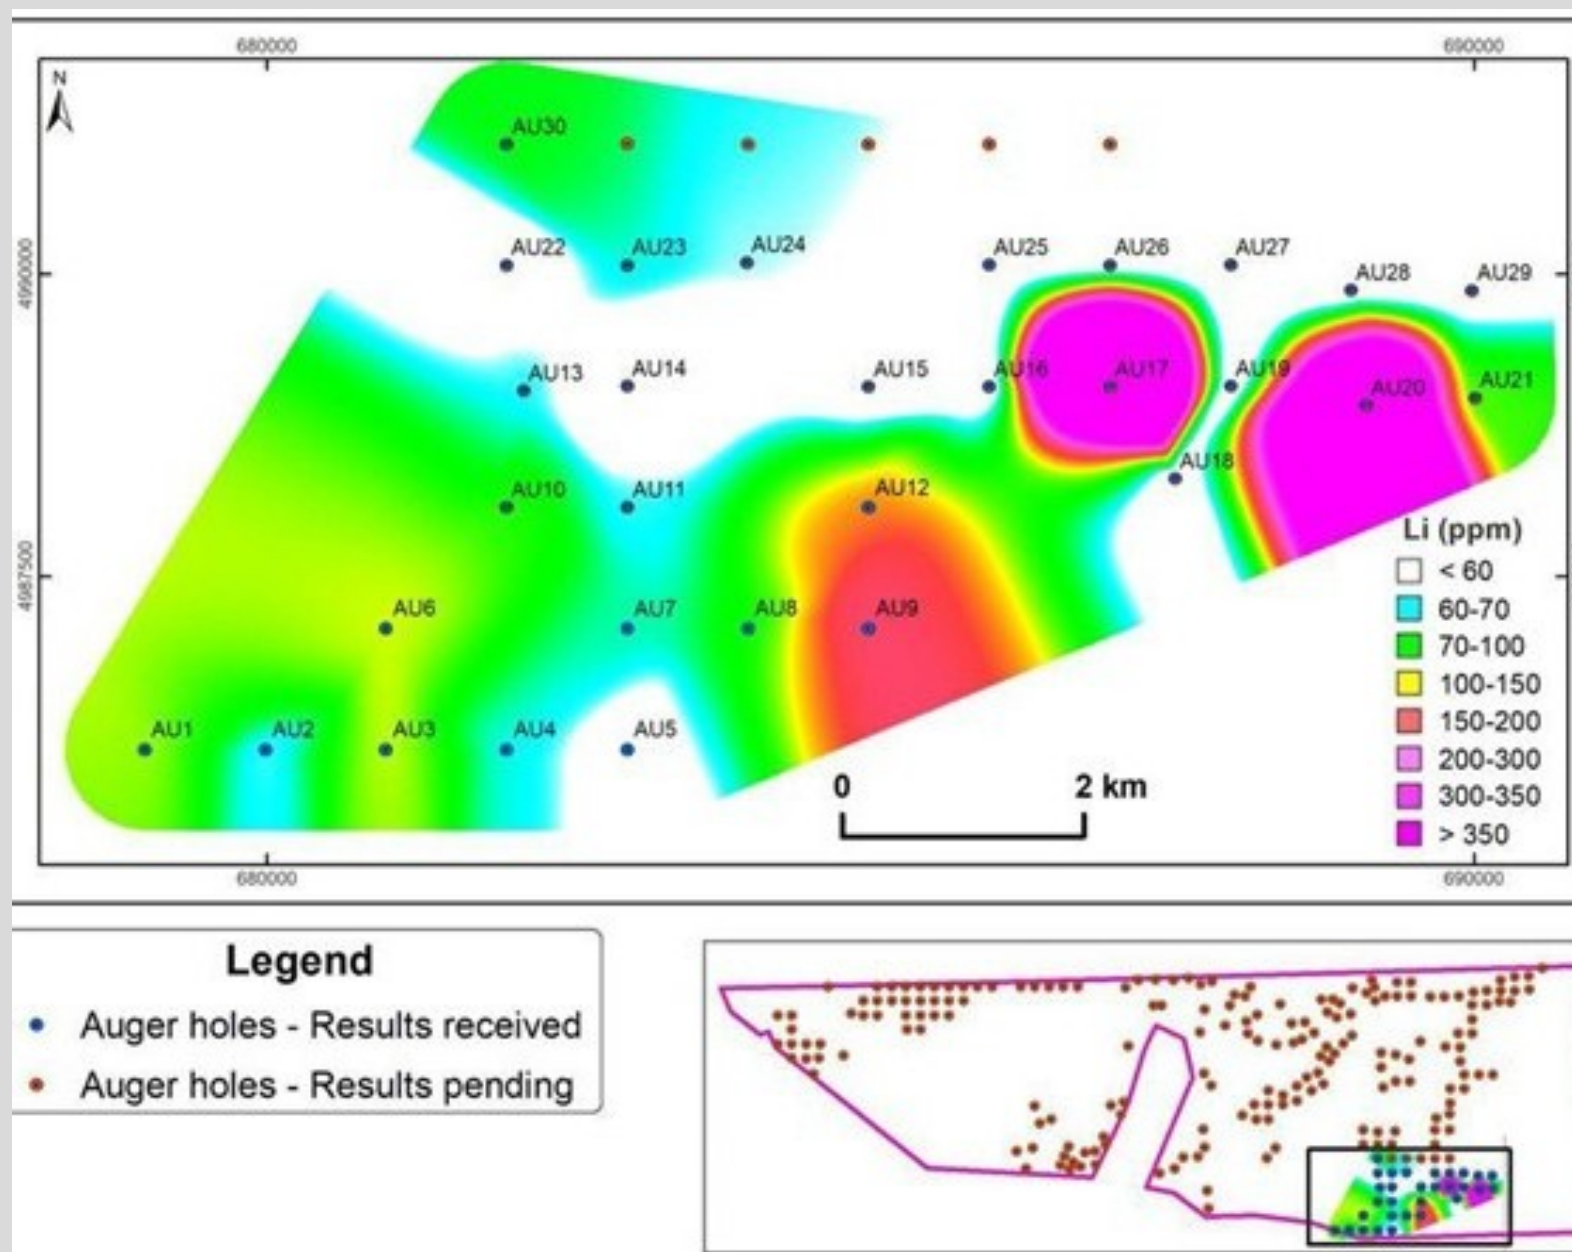 680000 690000
N
AU30
AU22 AU23 AU24 AU25 AU26 AU27
4990000
AU28 AU29
AU13 AU14 AU15 AU16 AU17 AU19 AU20 AU21
AU18
AU10 AU11 AU12
Li (ppm)
< 60
4987500
60-70
AU6 AU7 AU8 AU9
70-100
100-150
150-200
AU1 AU2 AU3 AU4 AU5
200-300
0 2 km
300-350
> 350
680000 690000
Legend
Auger holes - Results received
Auger holes - Results pending